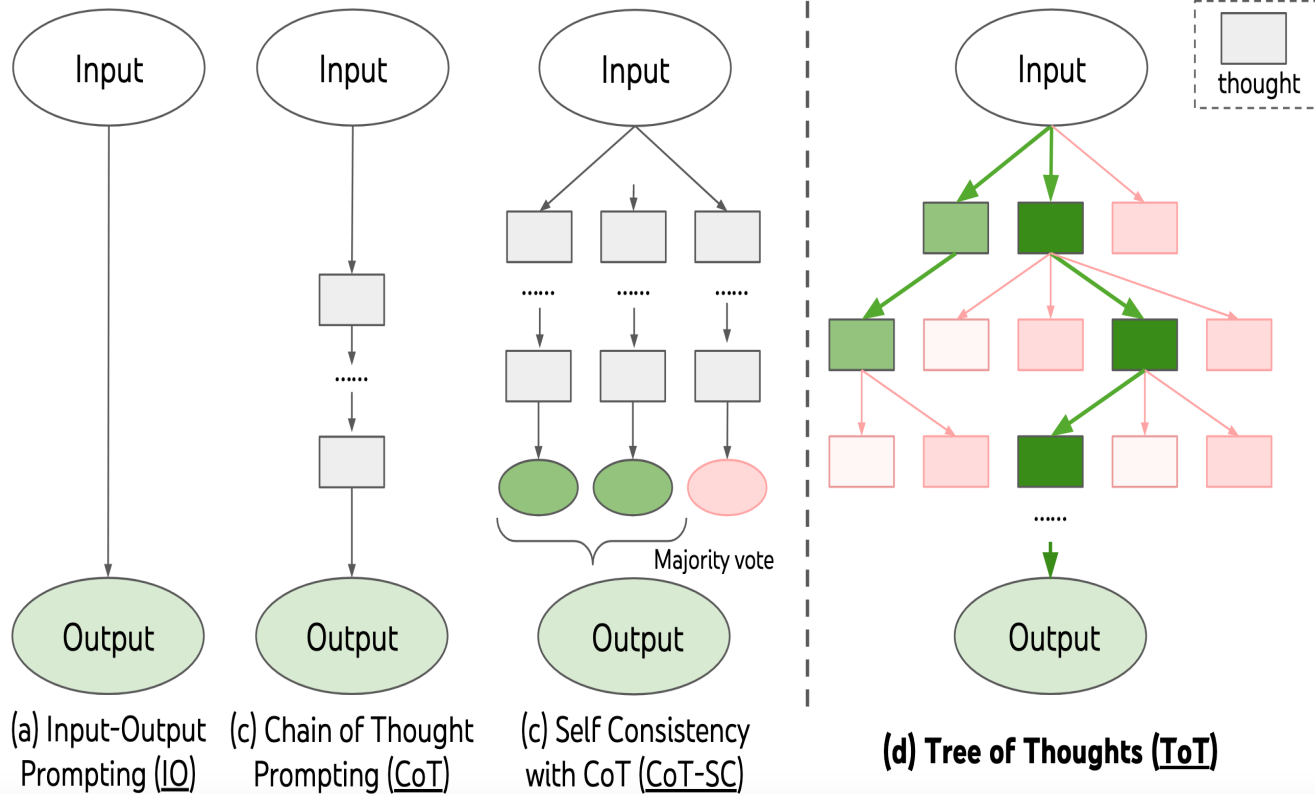 Input
Input
Input
Input
thought
......
......
......
......
......
Majority vote
Output
Output
Output
Output
(a) Input-Output
Prompting (IO)
(c) Chain of Thought
Prompting (CoT)
(c) Self Consistency
with CoT (CoT-SC)
(d) Tree of Thoughts (ToT)